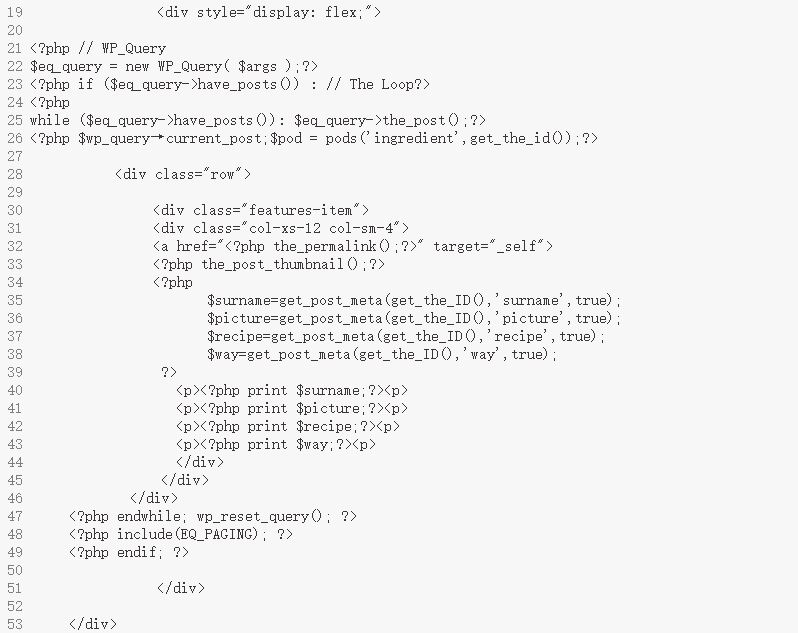 19 <div style="display: flex;">
20
21 <?php // WP_Query
22 $eq_query = new WP_Query( $args );?>
23 <?php if ($eq_query->have_posts()) : // The Loop?>
24 <?php
25 while ($eq_query->have_posts()): $eq_query->the_post();?>
26 <?php $wp_query→current_post;$pod = pods('ingredient',get_the_id());?>
27
28 <div class="row">
29
30 <div class="features-item">
31 <div class="col-xs-12 col-sm-4">
32 <a href="<?php the_permalink();?>" target="_self">
33 <?php the_post_thumbnail();?>
34 <?php
35 $surname=get_post_meta(get_the_ID(),'surname',true);
36 $picture=get_post_meta(get_the_ID(),'picture',true);
37 $recipe=get_post_meta(get_the_ID(),'recipe',true);
38 $way=get_post_meta(get_the_ID(),'way',true);
39 ?>
40 <p><?php print $surname;?><p>
41 <p><?php print $picture;?><p>
42 <p><?php print $recipe;?><p>
43 <p><?php print $way;?><p>
44 </div>
45 </div>
46 </div>
47 <?php endwhile; wp_reset_query(); ?>
48 <?php include(EQ_PAGING); ?>
49 <?php endif; ?>
50
51 </div>
52
53 </div>